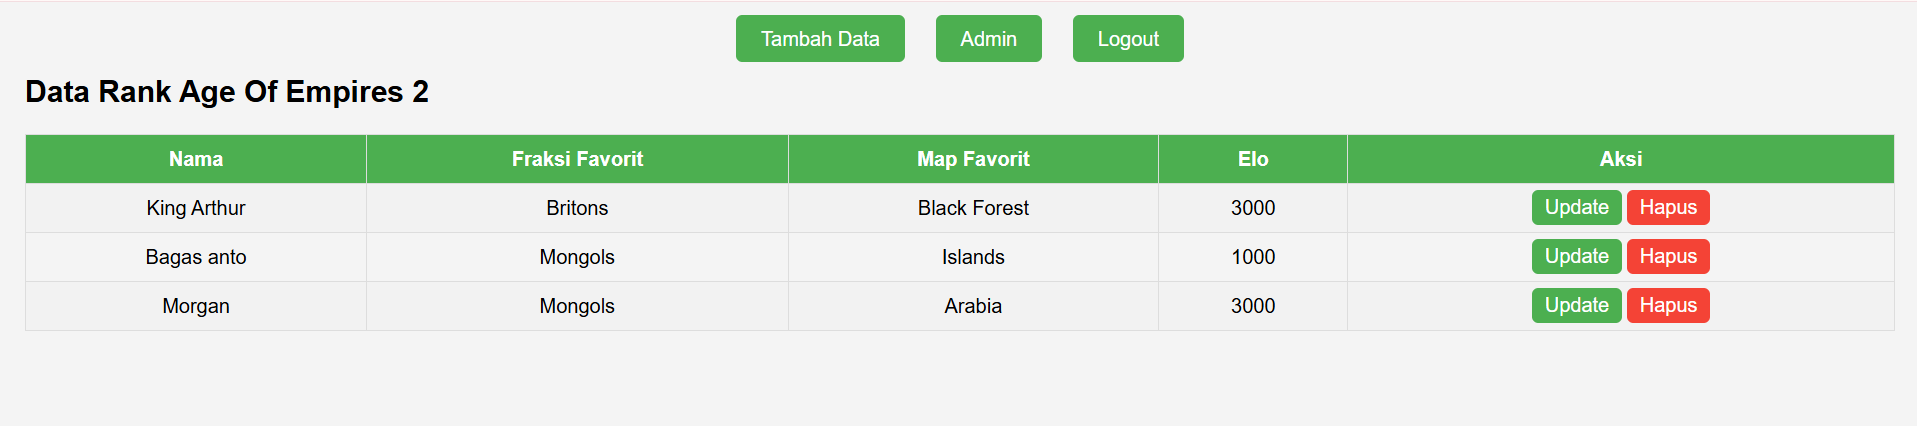 Tambah Data Admin Logout
Data Rank Age Of Empires 2
Nama Fraksi Favorit Map Favorit Elo Aksi
King Arthur Britons Black Forest 3000 Update Hapus
Bagas anto Mongols Islands 1000 Update Hapus
Morgan Mongols Arabia 3000 Update Hapus